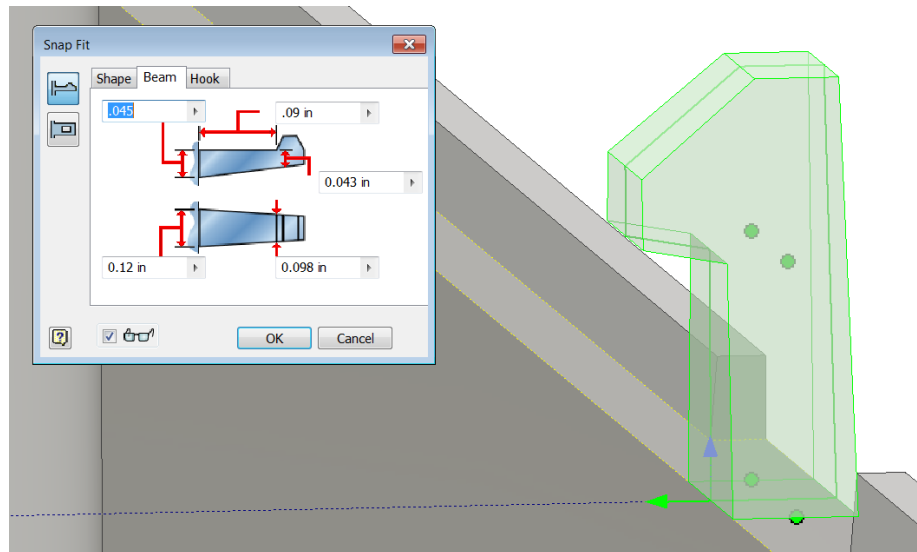 Snap Fit
Shape Beam Hook
.045
.09 in
0.043 in
0.12 in
0.098 in
OK Cancel